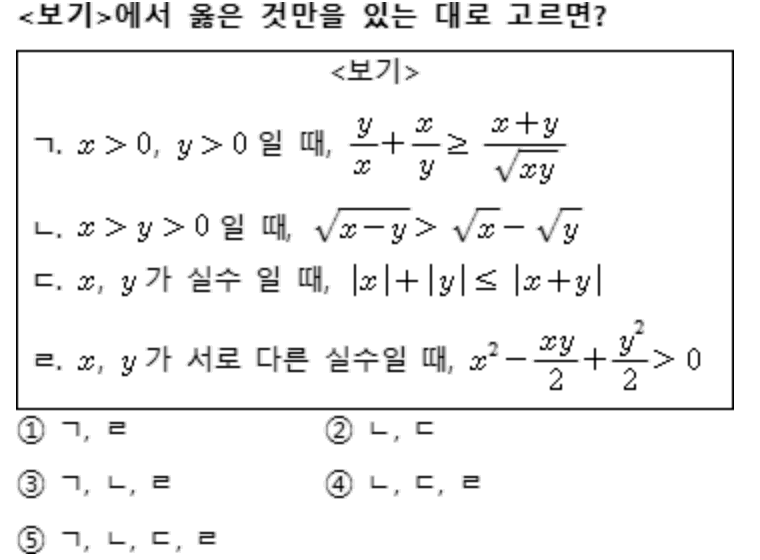 <보기>에서 옳은 것만을 있는 대로 고르면?
<보기>
ㄱ. x > 0, y > 0 일 때, y/x + x/y ≥ (x+y)/√(xy)
ㄴ. x > y > 0 일 때, √(x−y) > √x − √y
ㄷ. x, y가 실수 일 때, |x|+|y| ≤ |x+y|
ㄹ. x, y가 서로 다른 실수일 때, x² − xy/2 + y²/2 > 0
① ㄱ, ㄹ ② ㄴ, ㄷ
③ ㄱ, ㄴ, ㄹ ④ ㄴ, ㄷ, ㄹ
⑤ ㄱ, ㄴ, ㄷ, ㄹ